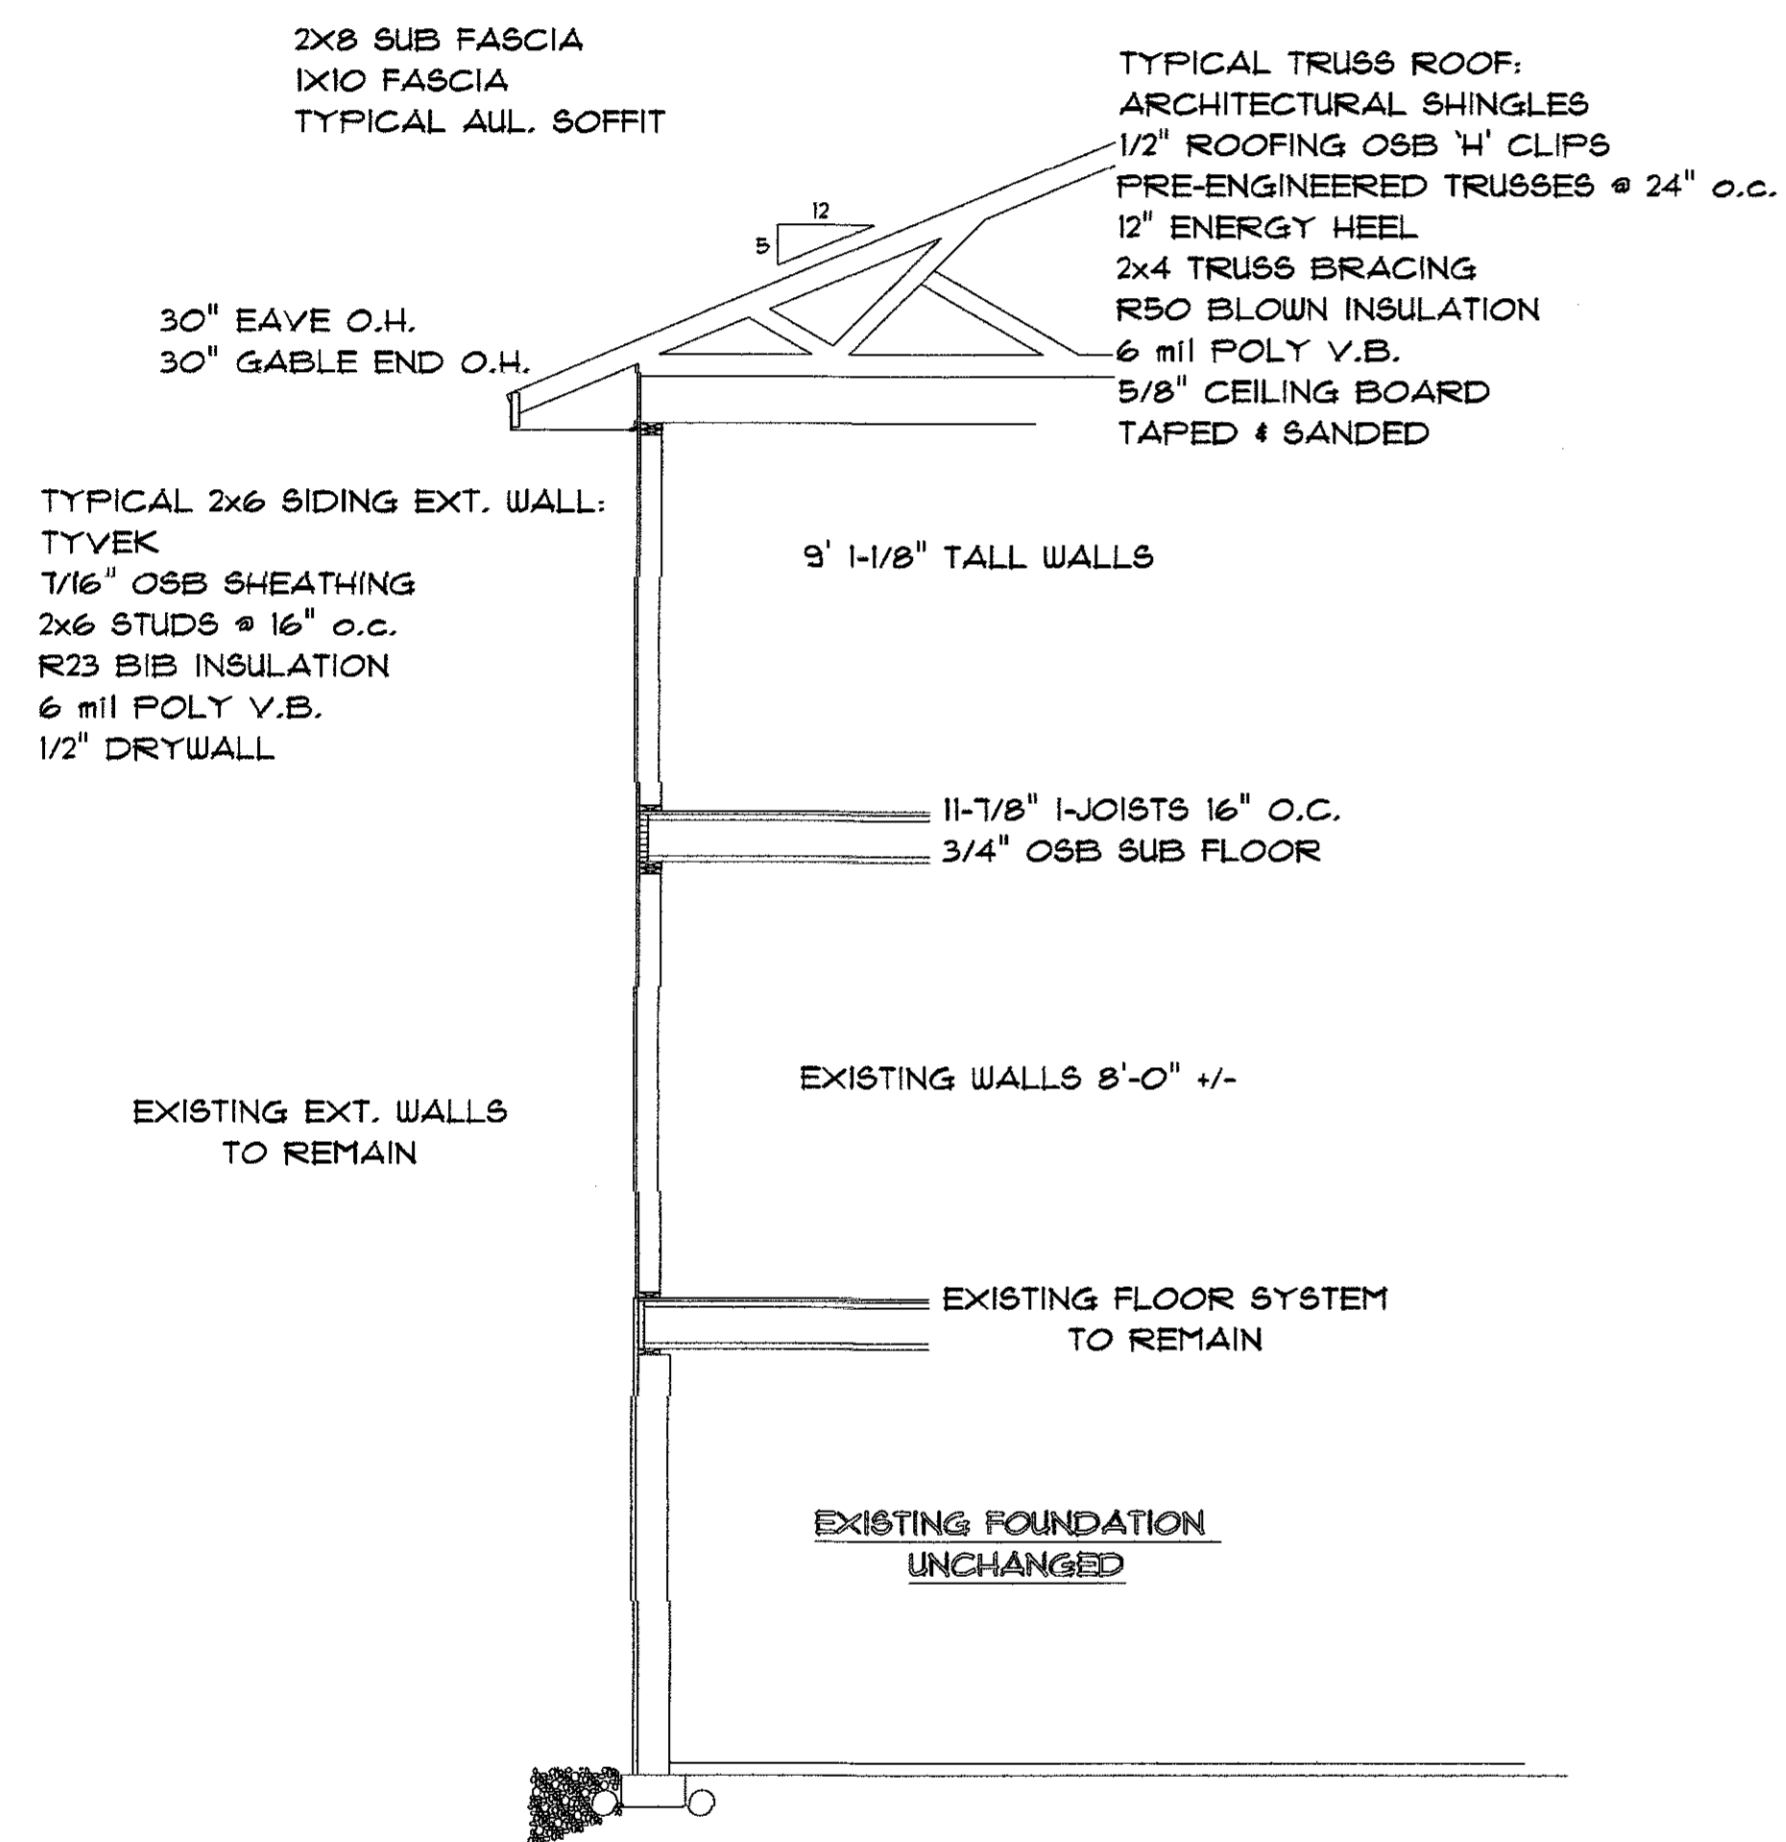 2X8 SUB FASCIA
1X10 FASCIA
TYPICAL AUL. SOFFIT
TYPICAL TRUSS ROOF:
ARCHITECTURAL SHINGLES
1/2" ROOFING OSB 'H' CLIPS
PRE-ENGINEERED TRUSSES @ 24" o.c.
12" ENERGY HEEL
2x4 TRUSS BRACING
R50 BLOWN INSULATION
6 mil POLY V.B.
5/8" CEILING BOARD
TAPED & SANDED
12
5
30" EAVE O.H.
30" GABLE END O.H.
TYPICAL 2x6 SIDING EXT. WALL:
TYVEK
7/16" OSB SHEATHING
2x6 STUDS @ 16" o.c.
R23 BIB INSULATION
6 mil POLY V.B.
1/2" DRYWALL
9' 1-1/8" TALL WALLS
11-7/8" I-JOISTS 16" O.C.
3/4" OSB SUB FLOOR
EXISTING WALLS 8'-0" +/-
EXISTING EXT. WALLS
TO REMAIN
EXISTING FLOOR SYSTEM
TO REMAIN
EXISTING FOUNDATION
UNCHANGED